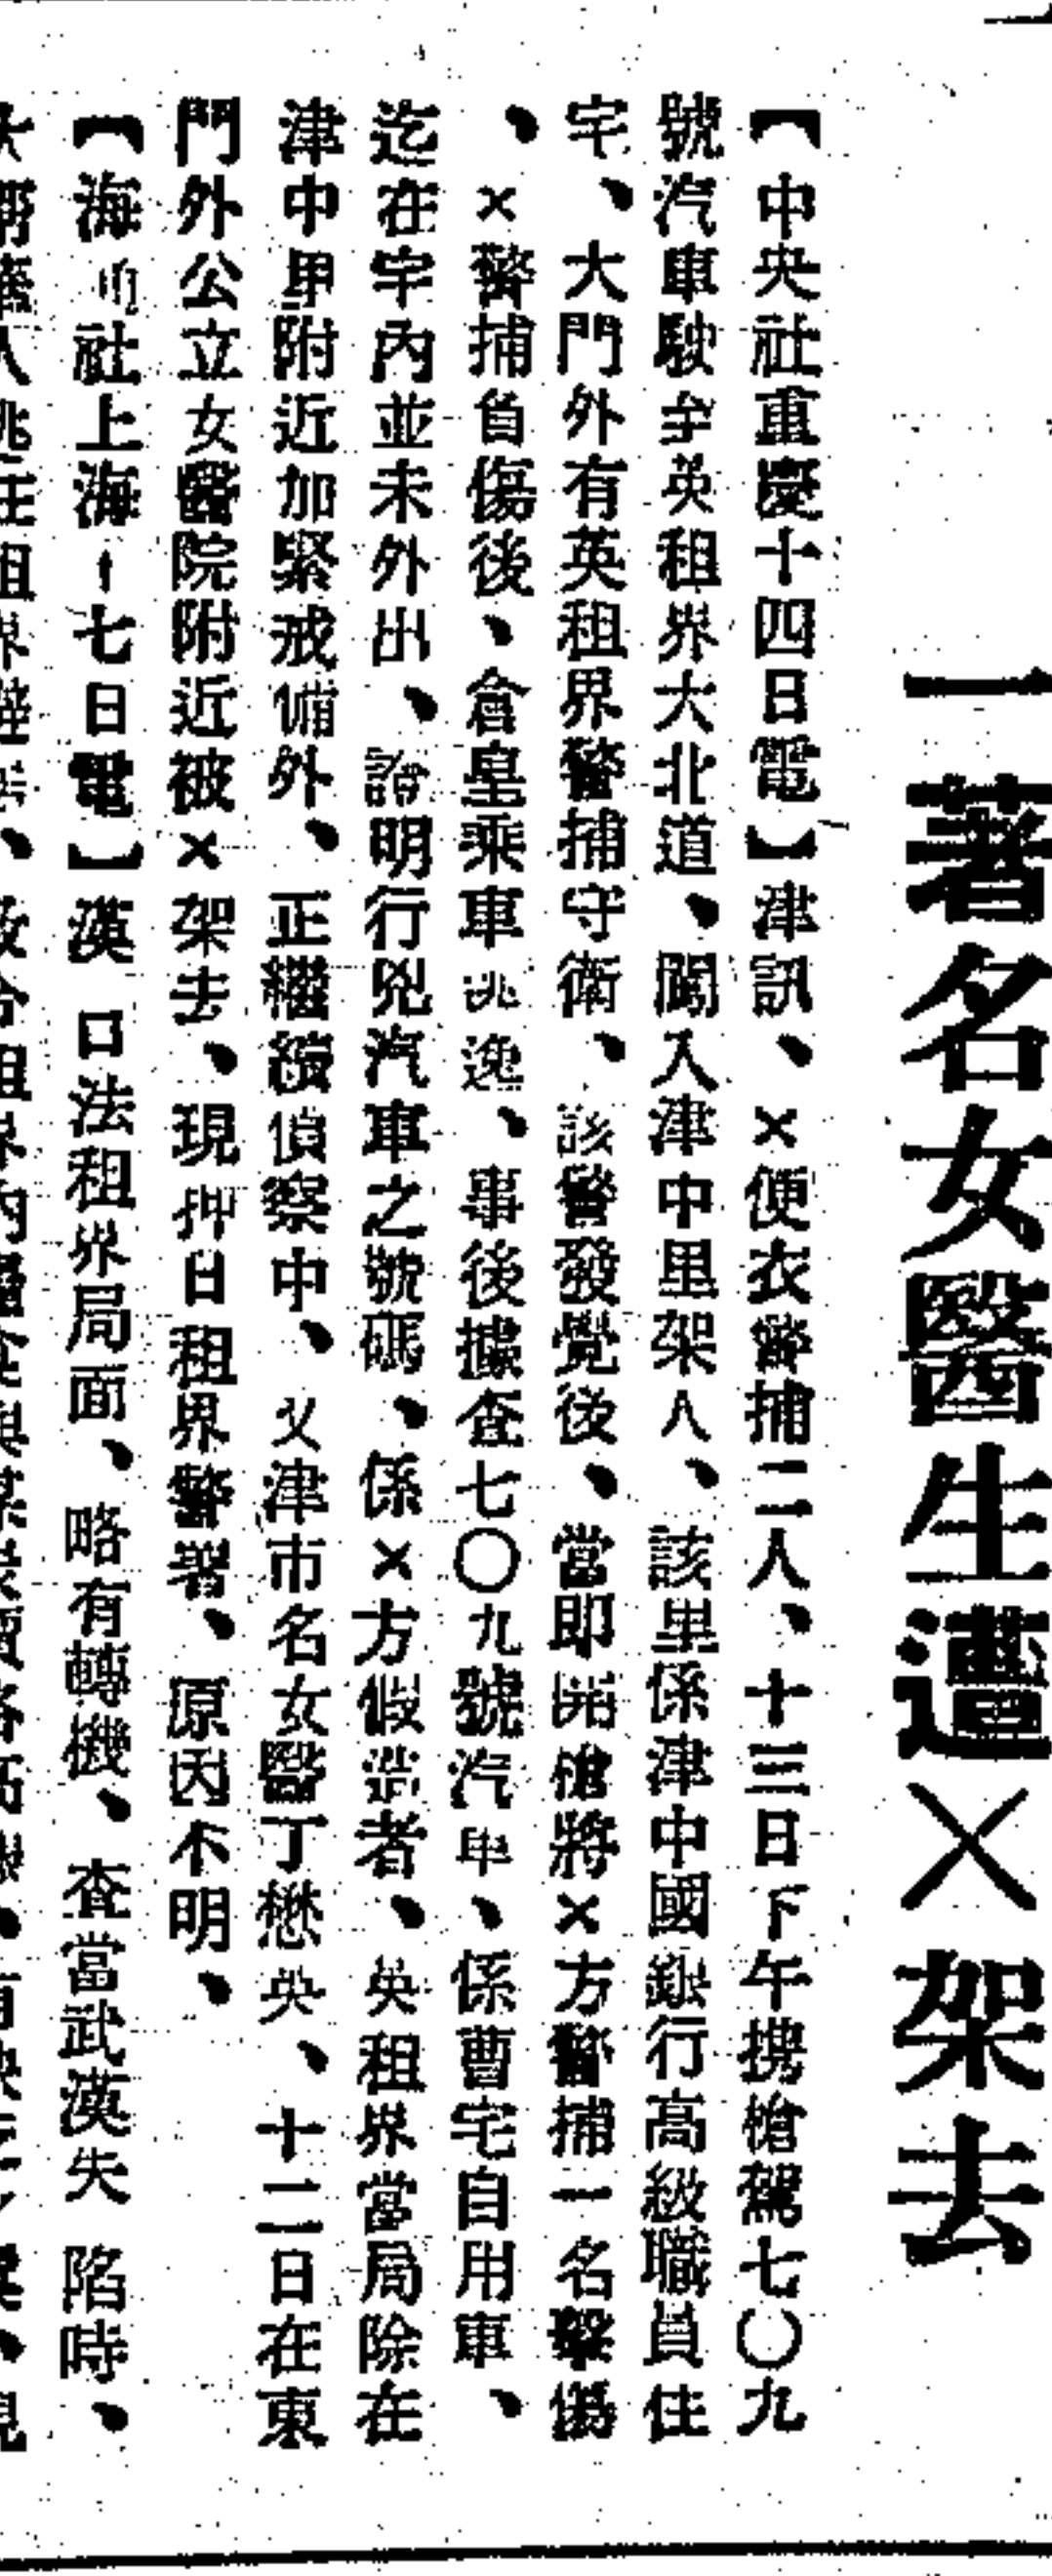 一著名女醫生遭×架去
【中央社重慶十四日電】津訊、×便衣警捕二人、十三日下午携槍駕七〇九
號汽車駛至英租界大北道、闖入津中里架人、該里係津中國銀行高級職員住
宅、大門外有英租界警捕守衛、該警發覺後、當即開槍將×方警捕一名擊傷
、×警捕負傷後、倉皇乘車逃逸、事後據查七〇九號汽車、係曹宅自用車、
迄在宅內並未外出、證明行兇汽車之號碼、係×方假造者、英租界當局除在
津中里附近加緊戒備外、正繼續偵察中、又津市名女醫丁懋英、十二日在東
門外公立女醫院附近被×架去、現押日租界警署、原因不明、
【海 社上海十七日電】漢口法租界局面、略有轉機、查當武漢失陷時、